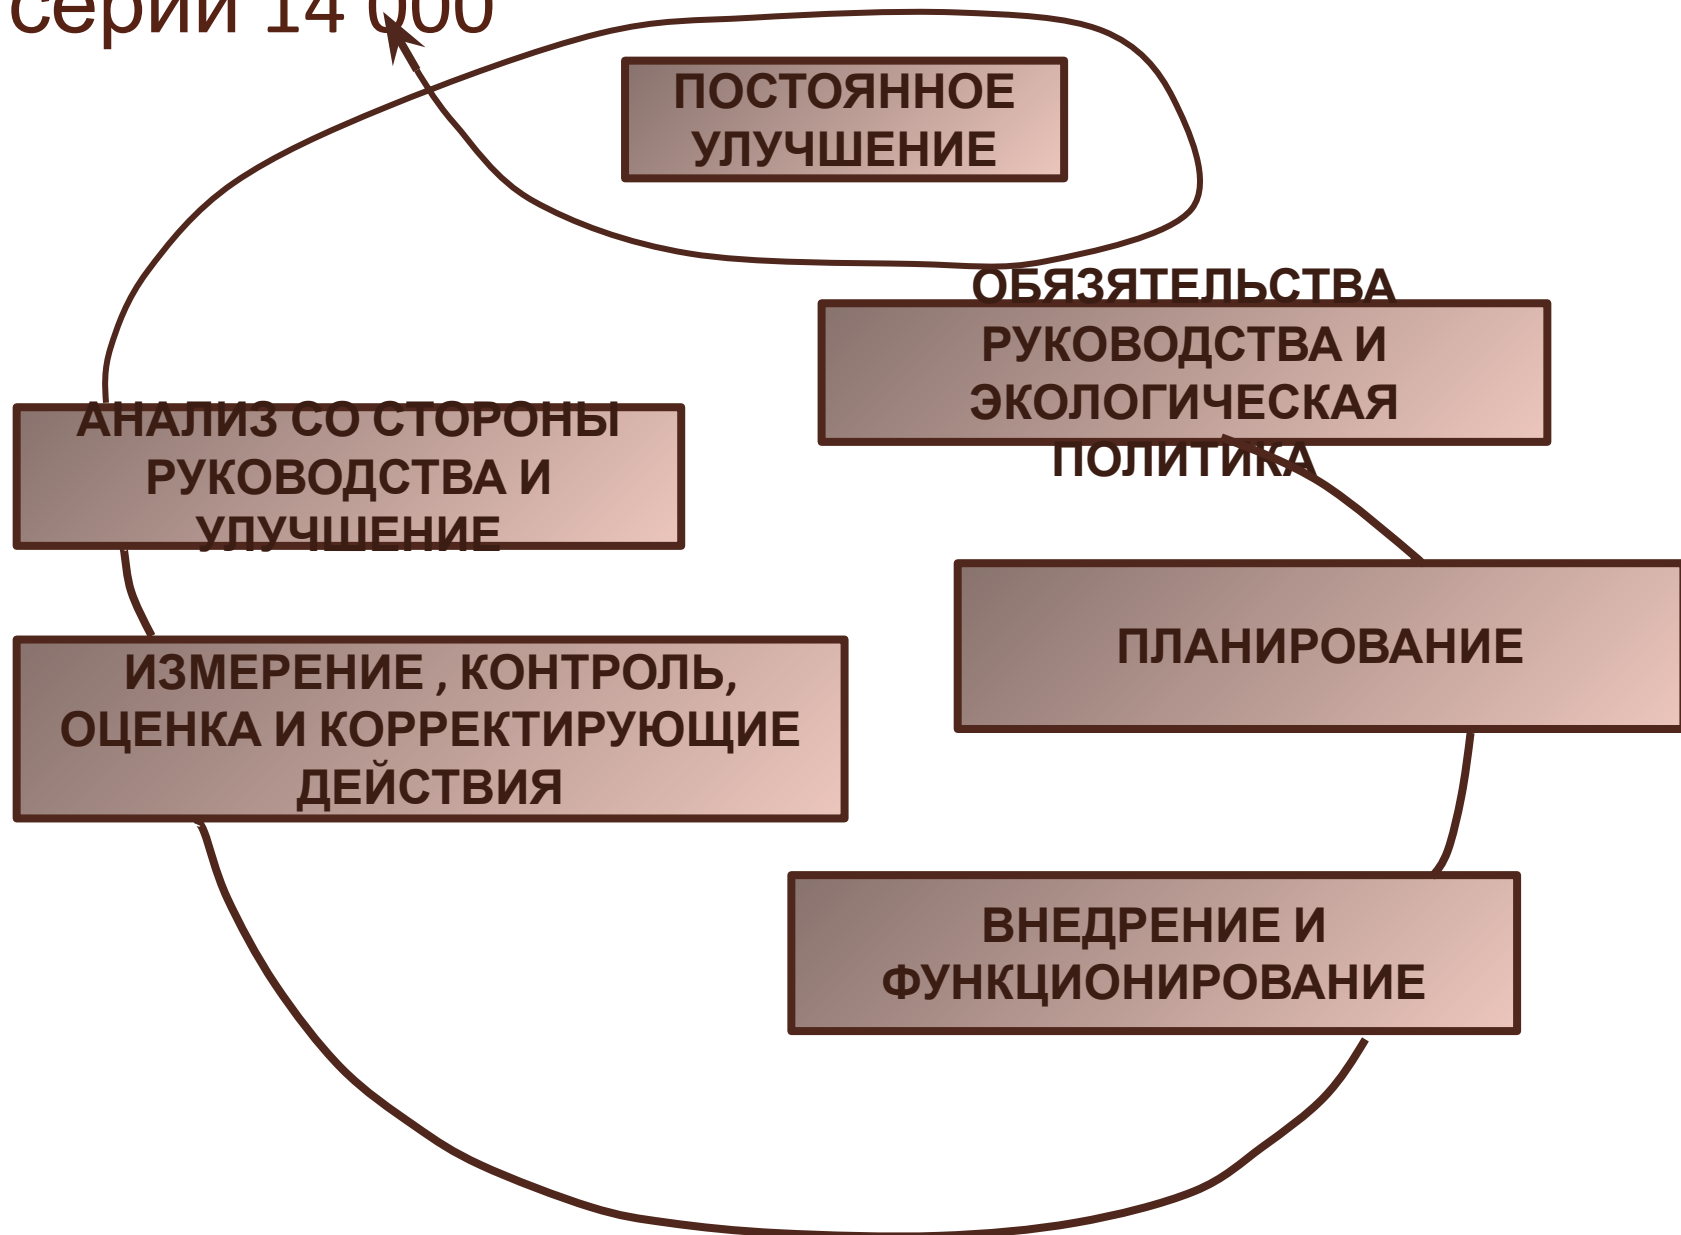 серии 14 000
ПОСТОЯННОЕ
УЛУЧШЕНИЕ
ОБЯЗЯТЕЛЬСТВА
РУКОВОДСТВА И
ЭКОЛОГИЧЕСКАЯ
ПОЛИТИКА
АНАЛИЗ СО СТОРОНЫ
РУКОВОДСТВА И
УЛУЧШЕНИЕ
ПЛАНИРОВАНИЕ
ИЗМЕРЕНИЕ , КОНТРОЛЬ,
ОЦЕНКА И КОРРЕКТИРУЮЩИЕ
ДЕЙСТВИЯ
ВНЕДРЕНИЕ И
ФУНКЦИОНИРОВАНИЕ